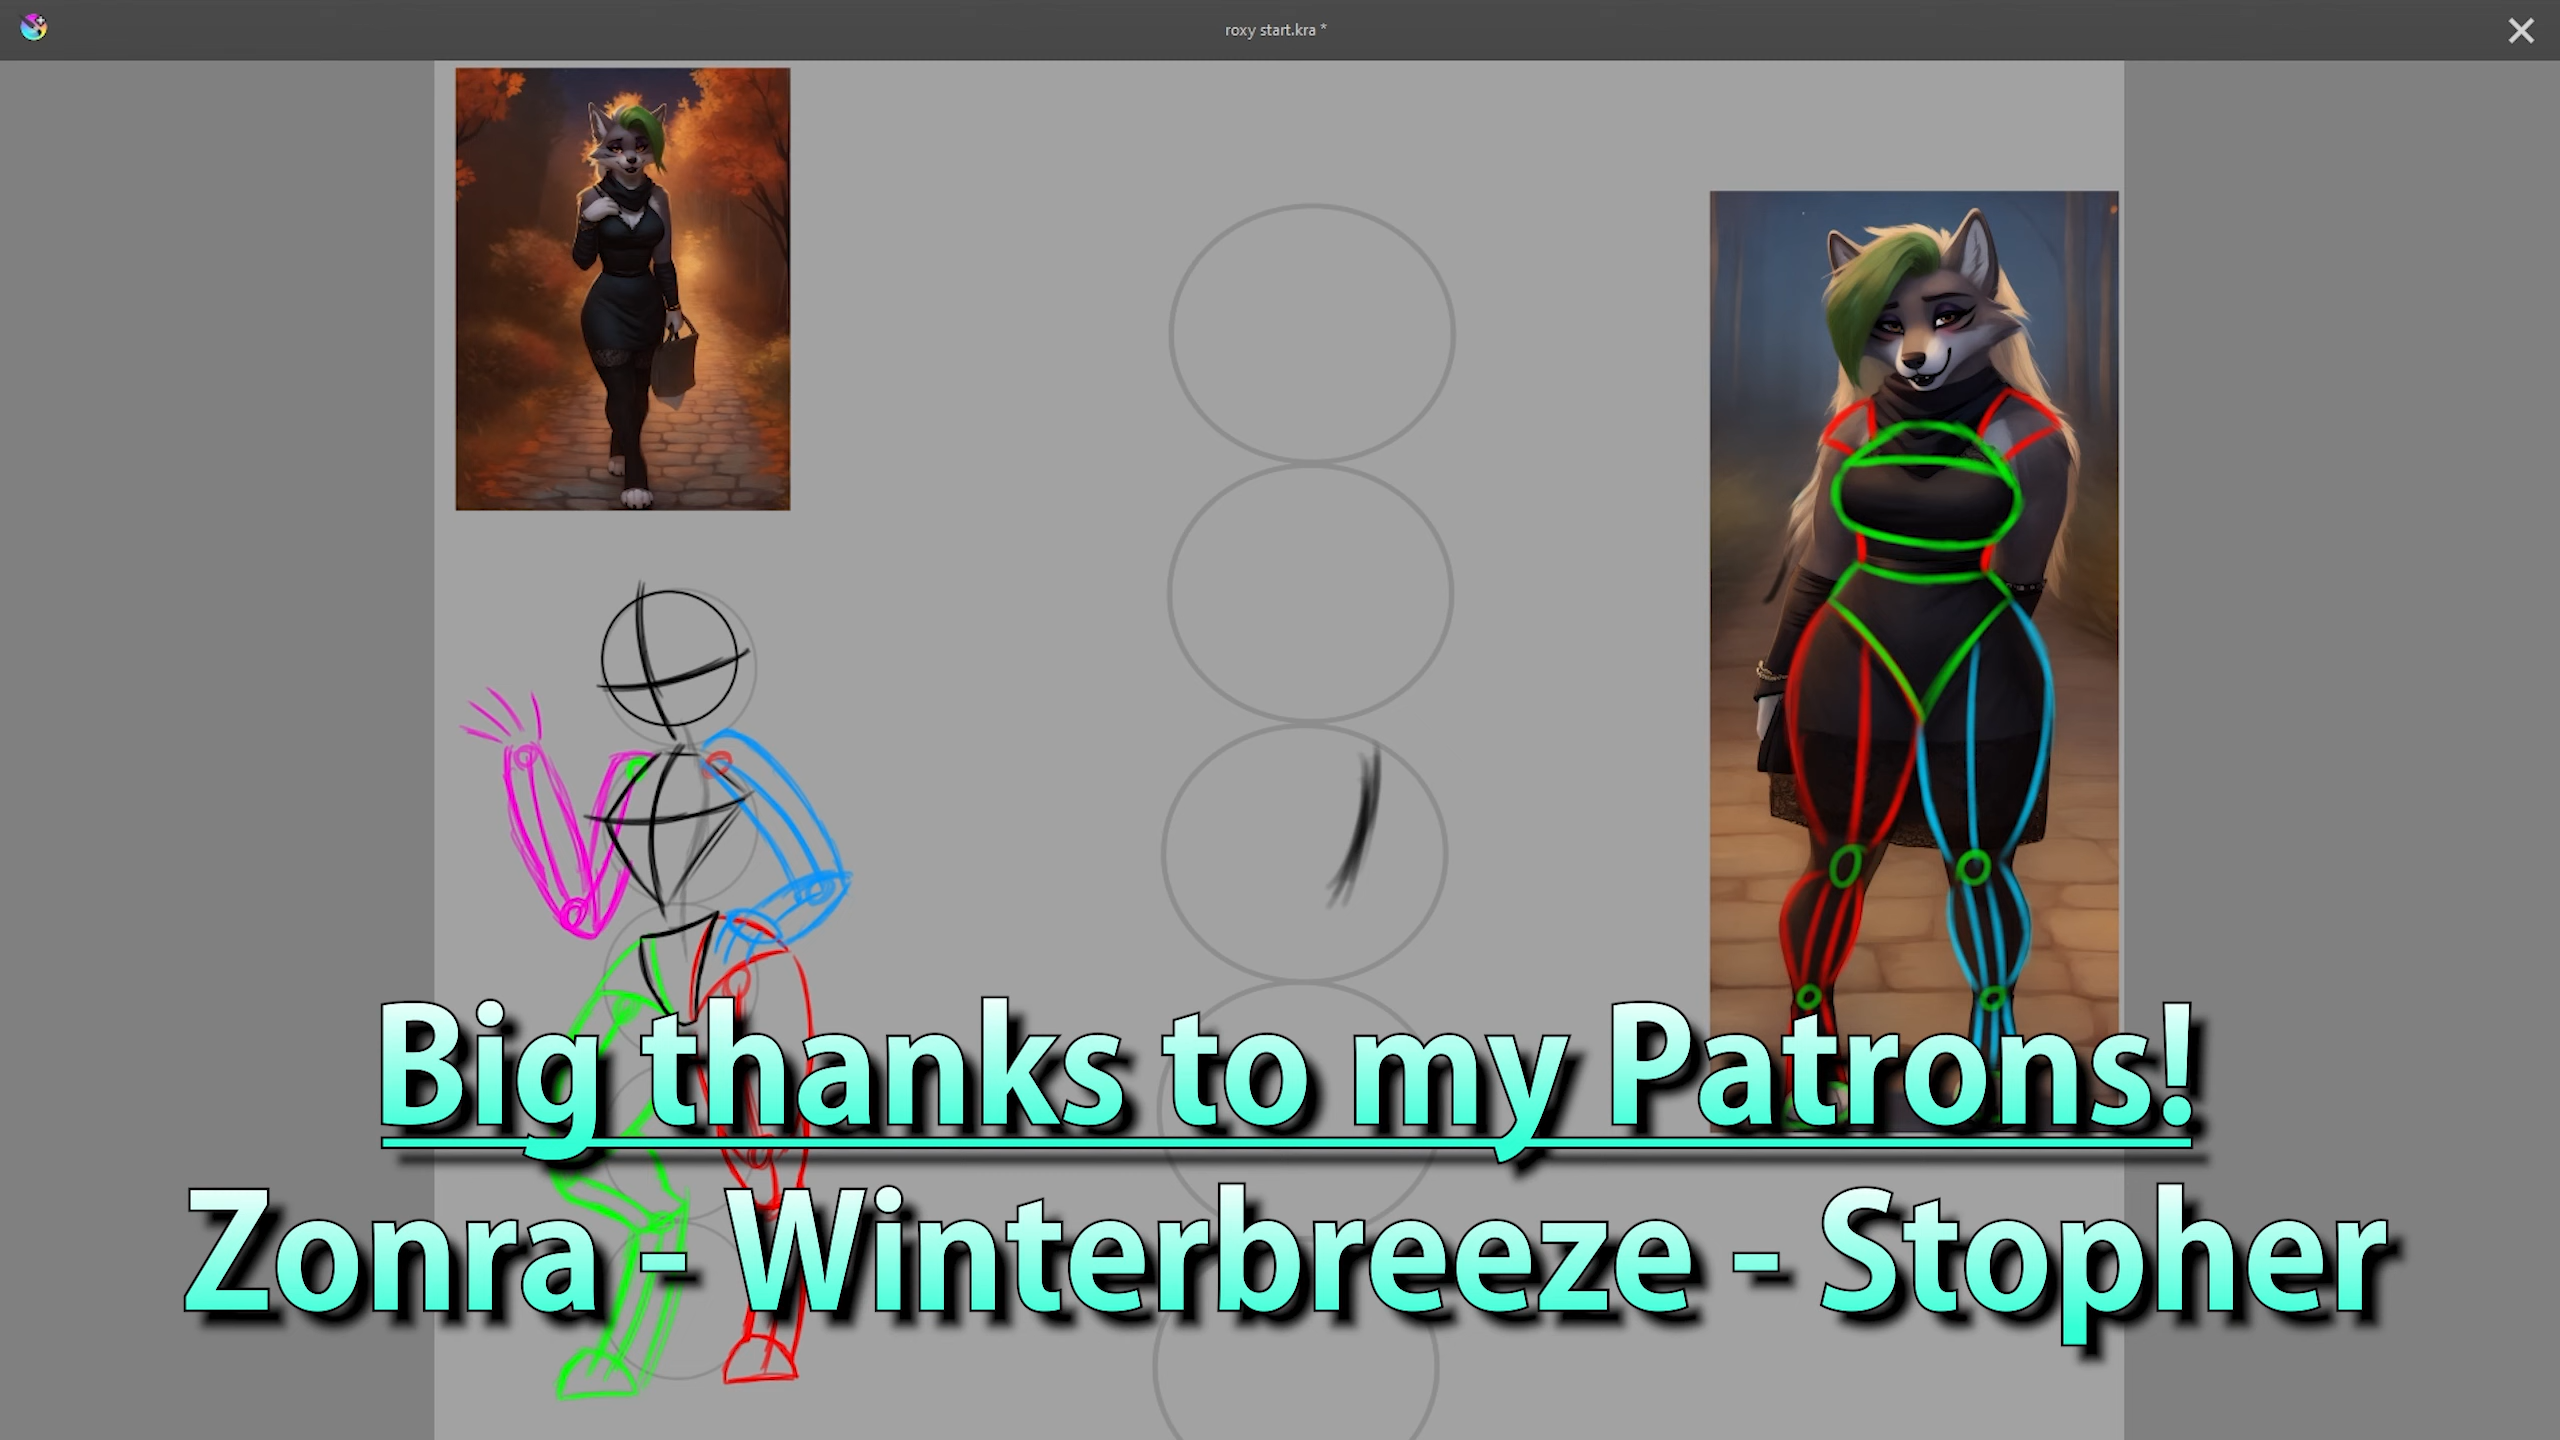 roxy start.kra *
Big thanks to my Patrons!
Zonra - Winterbreeze - Stopher